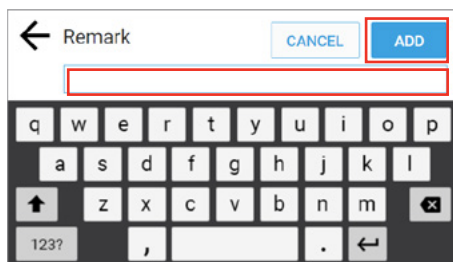 Remark CANCEL ADD
q w e r t y u i o p
a s d f g h j k l
z x c v b n m
123? , .